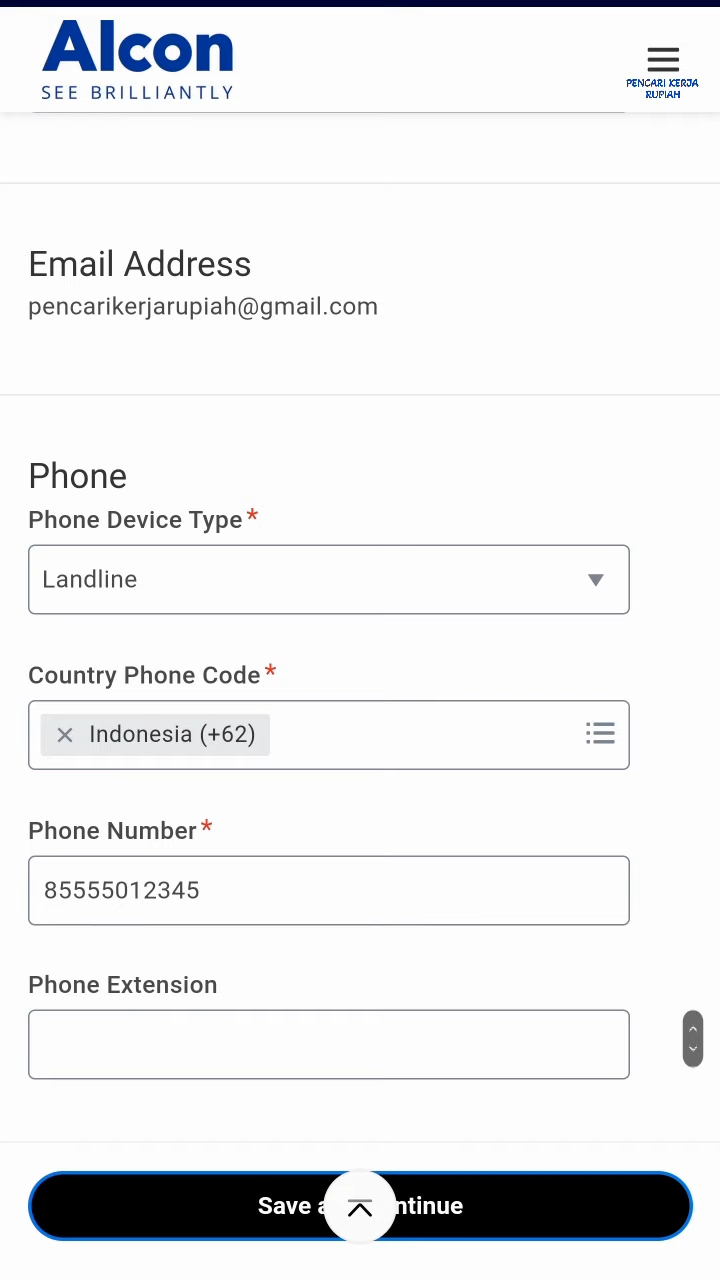 Alcon
SEE BRILLIANTLY
PENCARI KERJA
RUPIAH
Email Address
pencarikerjarupiah@gmail.com
Phone
Phone Device Type*
Landline
Country Phone Code*
Indonesia (+62)
Phone Number*
85555012345
Phone Extension
Save a ntinue